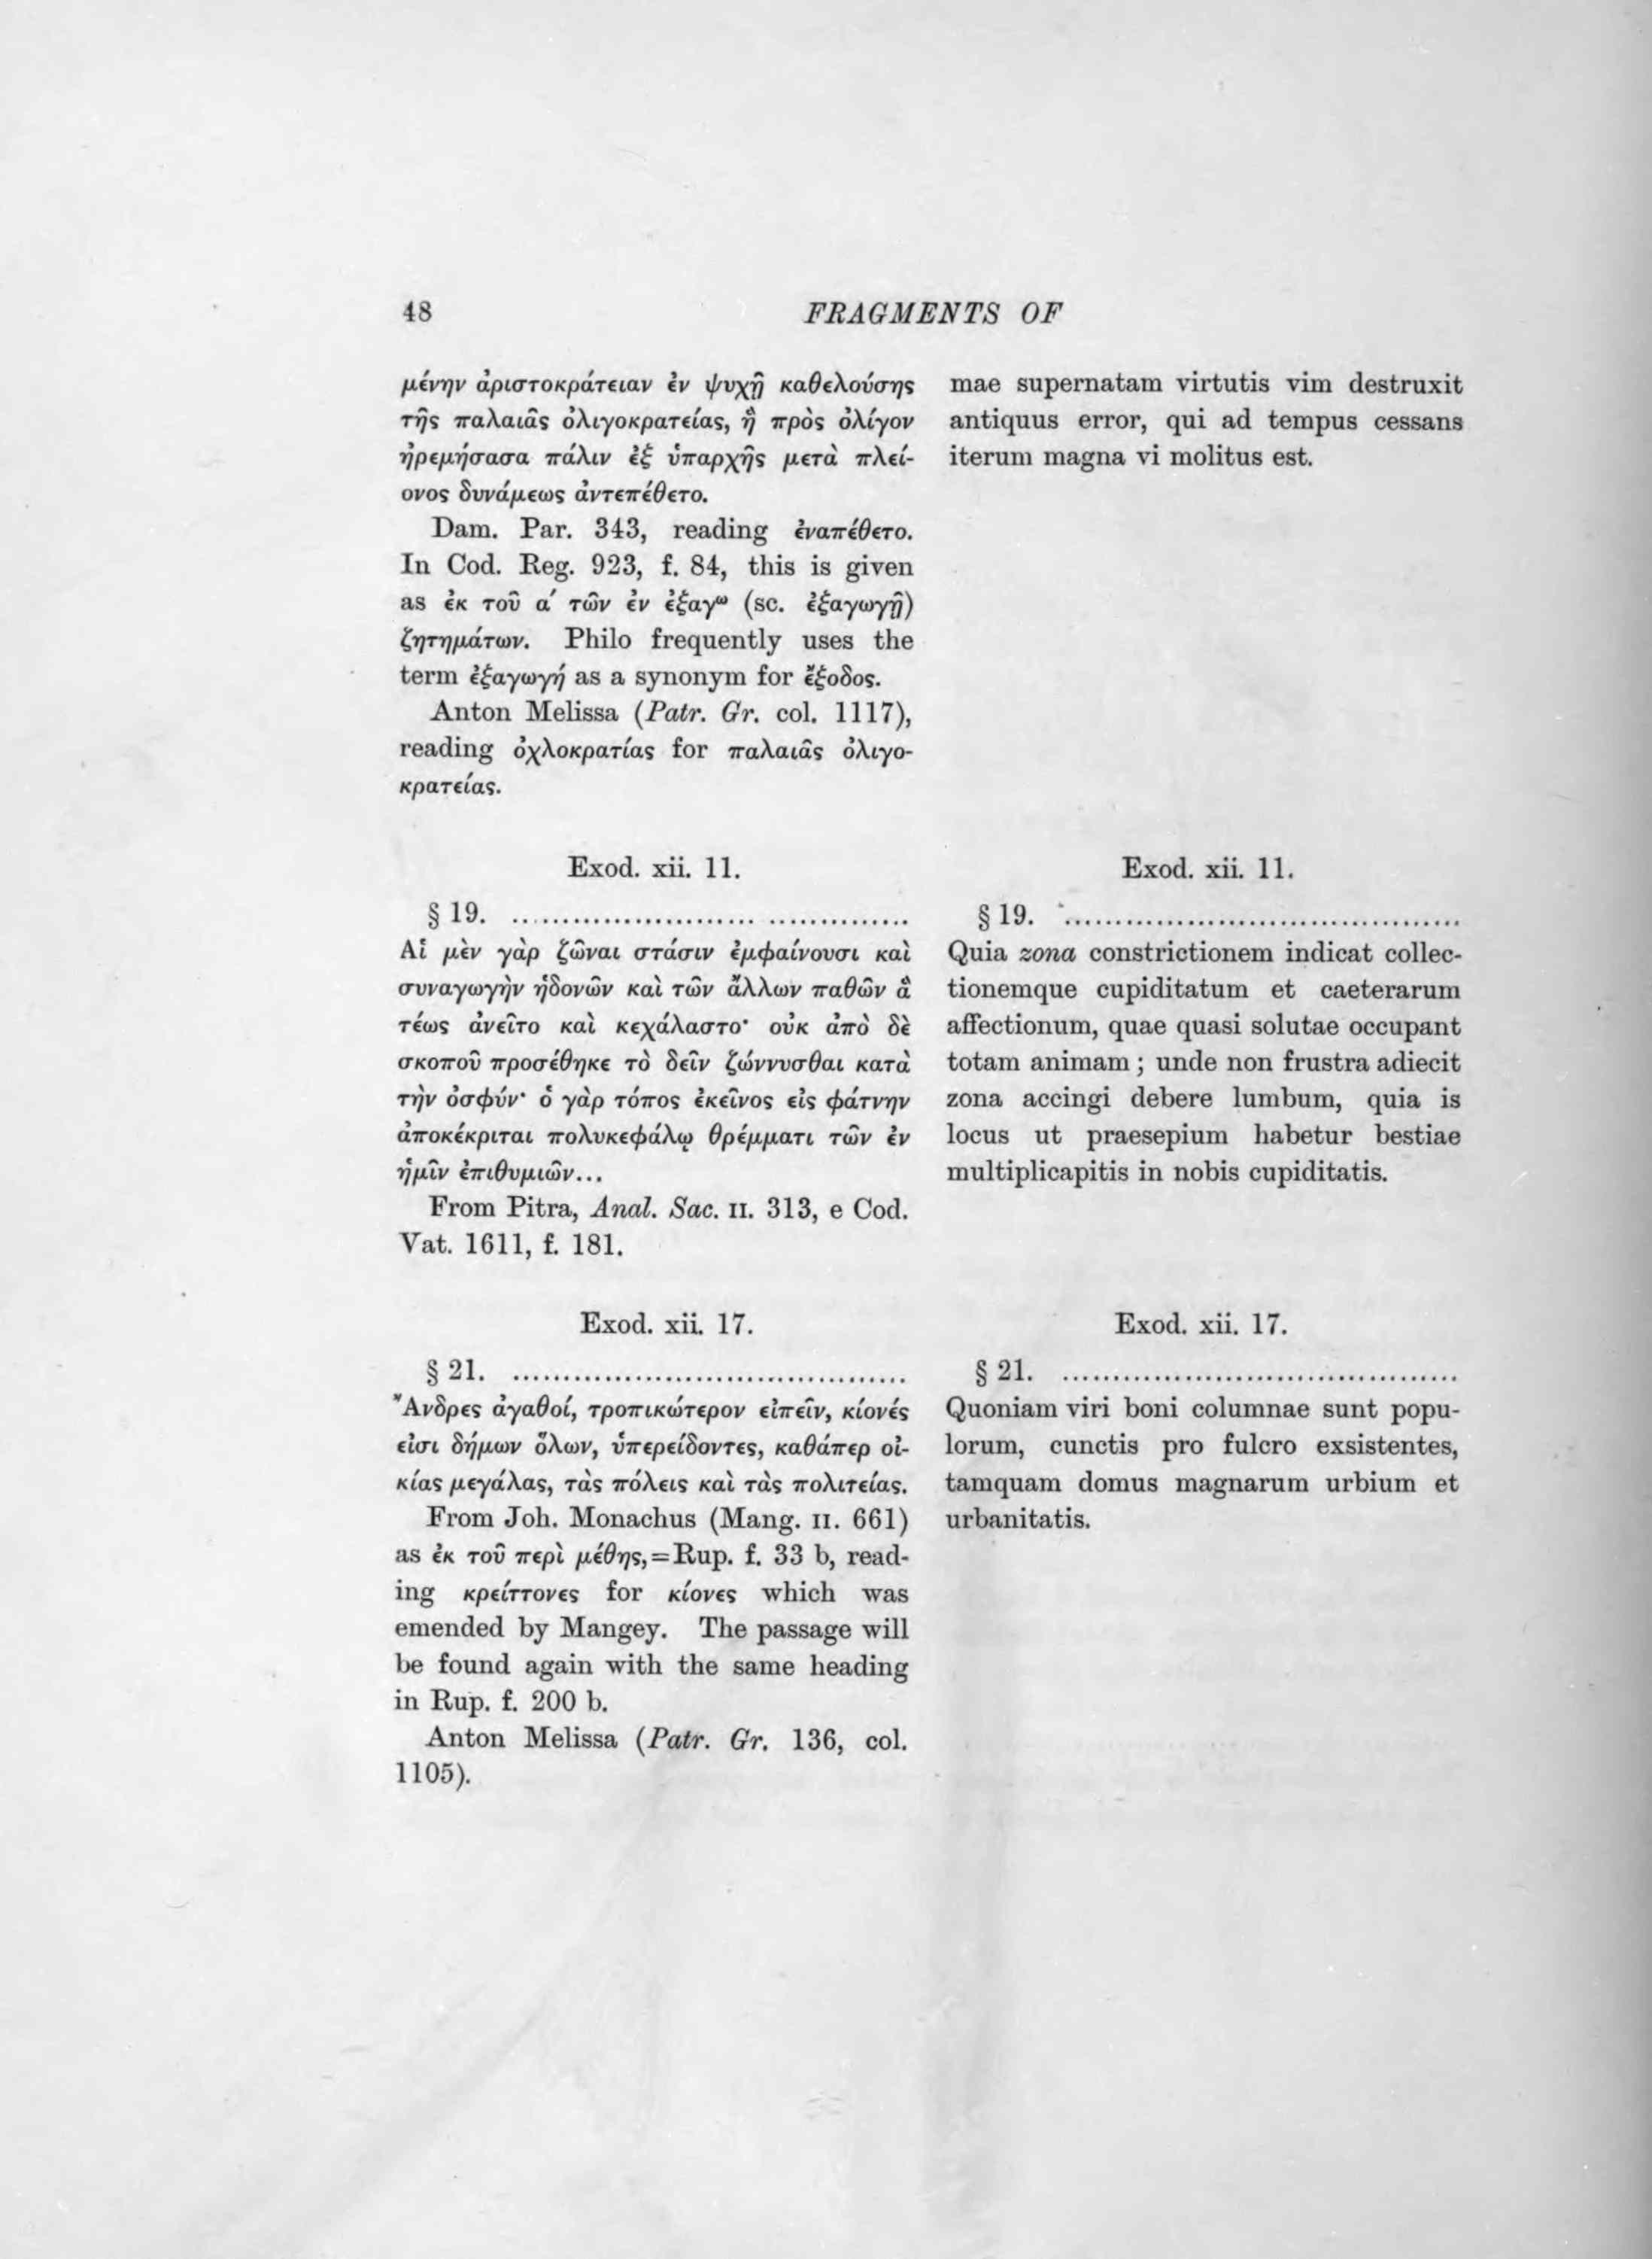 48 FRAGMENTS OF
μένην ἀριστοκράτειαν ἐν ψυχῇ καθελούσης
τῆς παλαιᾶς ὀλιγοκρατείας, ἣ πρὸς ὀλίγον
ἠρεμήσασα πάλιν ἐξ ὑπαρχῆς μετὰ πλεί-
ονος δυνάμεως ἀντεπέθετο.
Dam. Par. 343, reading ἐναπέθετο.
In Cod. Reg. 923, f. 84, this is given
as ἐκ τοῦ α΄ τῶν ἐν ἐξαγω (sc. ἐξαγωγῇ)
ζητημάτων. Philo frequently uses the
term ἐξαγωγή as a synonym for ἔξοδος.
Anton Melissa (Patr. Gr. col. 1117),
reading ὀχλοκρατίας for παλαιᾶς ὀλιγο-
κρατείας.
Exod. xii. 11.
§ 19. ........................................
Αἱ μὲν γὰρ ζῶναι στάσιν ἐμφαίνουσι καὶ
συναγωγὴν ἡδονῶν καὶ τῶν ἄλλων παθῶν ἃ
τέως ἀνεῖτο καὶ κεχάλαστο· οὐκ ἀπὸ δὲ
σκοποῦ προσέθηκε τὸ δεῖν ζώννυσθαι κατὰ
τὴν ὀσφύν· ὁ γὰρ τόπος ἐκεῖνος εἰς φάτνην
ἀποκέκριται πολυκεφάλῳ θρέμματι τῶν ἐν
ἡμῖν ἐπιθυμιῶν...
From Pitra, Anal. Sac. II. 313, e Cod.
Vat. 1611, f. 181.
Exod. xii. 17.
§ 21. ........................................
Ἄνδρες ἀγαθοί, τροπικώτερον εἰπεῖν, κίονές
εἰσι δήμων ὅλων, ὑπερείδοντες, καθάπερ οἰ-
κίας μεγάλας, τὰς πόλεις καὶ τὰς πολιτείας.
From Joh. Monachus (Mang. II. 661)
as ἐκ τοῦ περὶ μέθης, = Rup. f. 33 b, read-
ing κρείττονες for κίονες which was
emended by Mangey. The passage will
be found again with the same heading
in Rup. f. 200 b.
Anton Melissa (Patr. Gr. 136, col.
1105).
mae supernatam virtutis vim destruxit
antiquus error, qui ad tempus cessans
iterum magna vi molitus est.
Exod. xii. 11.
§ 19. ........................................
Quia zona constrictionem indicat collec-
tionemque cupiditatum et caeterarum
affectionum, quae quasi solutae occupant
totam animam; unde non frustra adiecit
zona accingi debere lumbum, quia is
locus ut praesepium habetur bestiae
multiplicapitis in nobis cupiditatis.
Exod. xii. 17.
§ 21. ........................................
Quoniam viri boni columnae sunt popu-
lorum, cunctis pro fulcro exsistentes,
tamquam domus magnarum urbium et
urbanitatis.